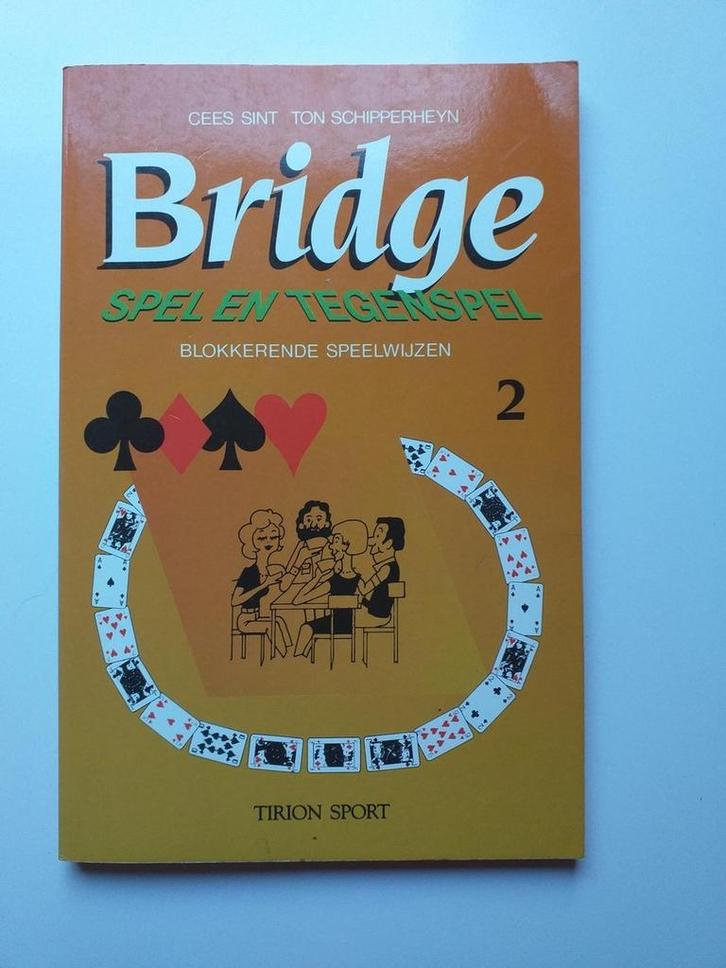 CEES SINT TON SCHIPPERHEYN
Bridge
SPEL EN TEGENSPEL
BLOKKERENDE SPEELWIJZEN
2
TIRION SPORT